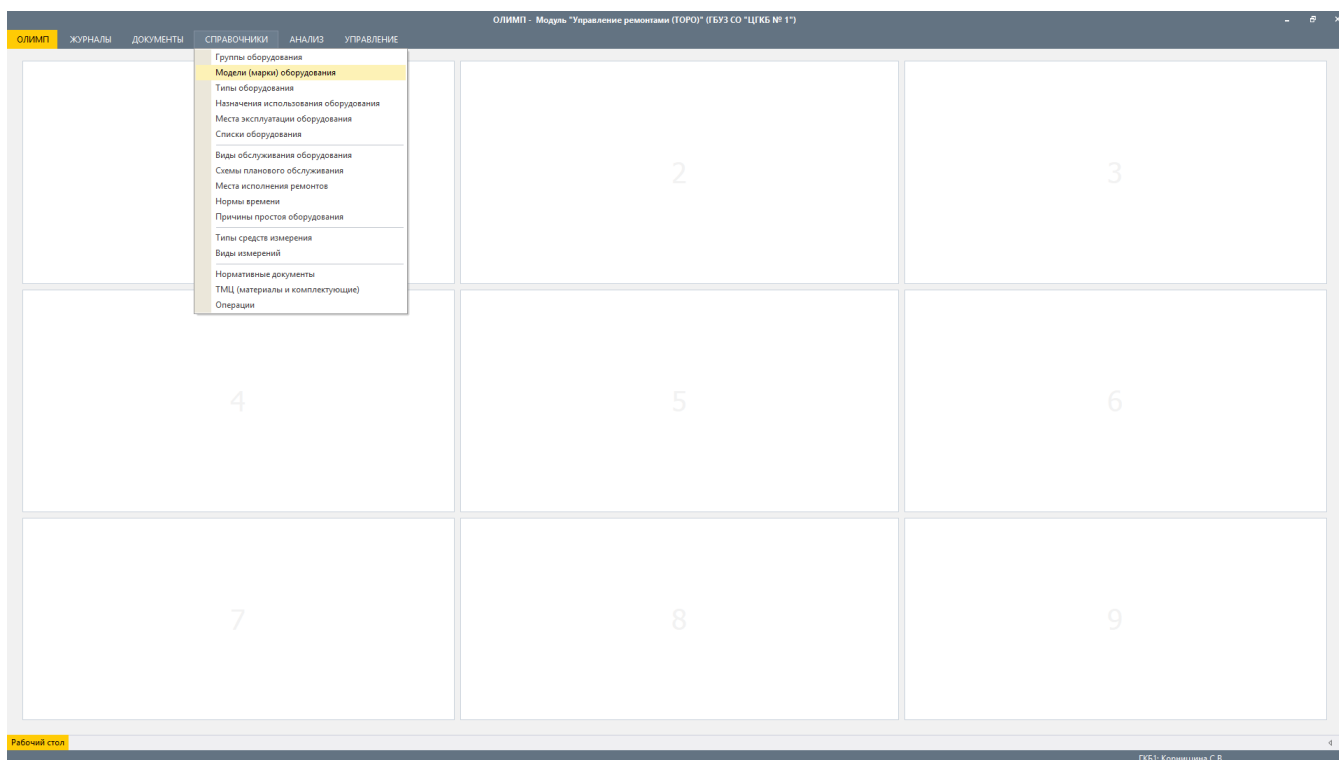 ОЛИМП - Модуль "Управление ремонтами (ТОРО)" (ГБУЗ СО "ЦГКБ № 1")
ОЛИМП ЖУРНАЛЫ ДОКУМЕНТЫ СПРАВОЧНИКИ АНАЛИЗ УПРАВЛЕНИЕ
Группы оборудования
Модели (марки) оборудования
Типы оборудования
Назначения использования оборудования
Места эксплуатации оборудования
Списки оборудования
Виды обслуживания оборудования
Схемы планового обслуживания
Места исполнения ремонтов
Нормы времени
Причины простоя оборудования
Типы средств измерения
Виды измерений
Нормативные документы
ТМЦ (материалы и комплектующие)
Операции
2
3
4
5
6
7
8
9
Рабочий стол
ГКБ1: Корнишина С.В.